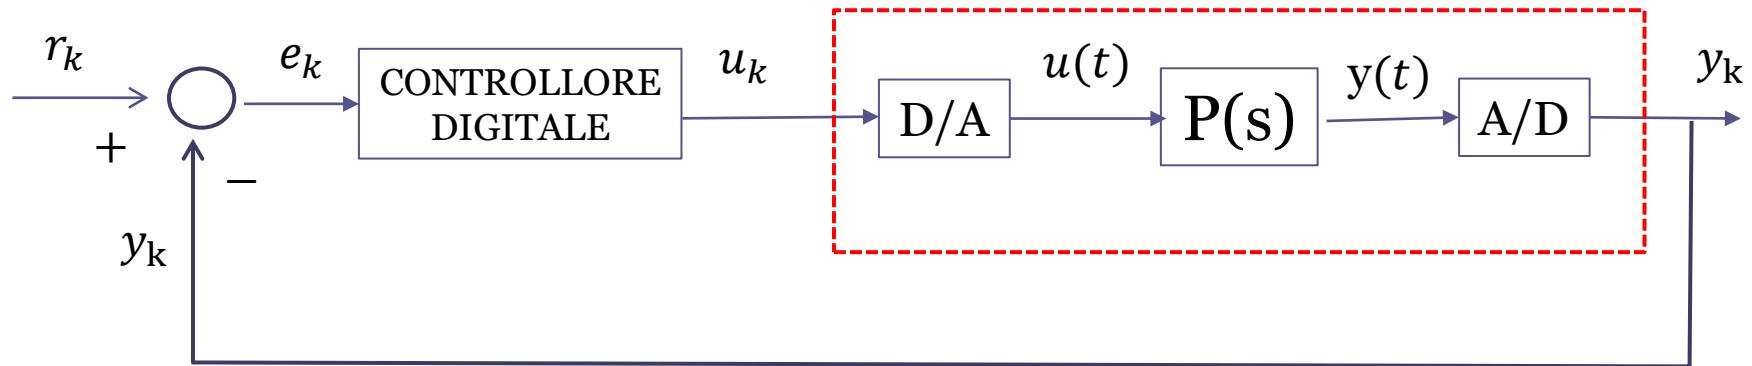 r_k
+
−
e_k
CONTROLLORE
DIGITALE
u_k
D/A
u(t)
P(s)
y(t)
A/D
y_k
y_k